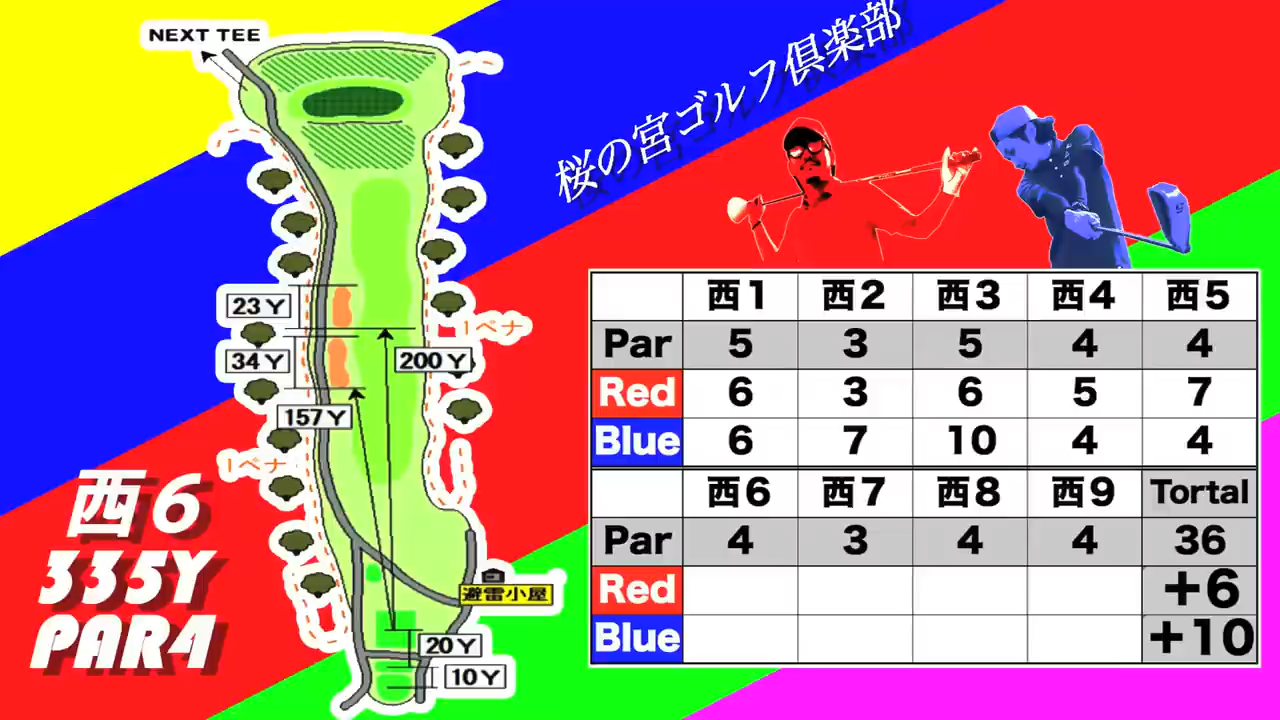 NEXT TEE
桜の宮ゴルフ倶楽部
23Y
1ペナ
34Y
200Y
157Y
1ペナ
西6
335Y
PAR4
避雷小屋
20Y
10Y
西1 西2 西3 西4 西5
Par 5 3 5 4 4
Red 6 3 6 5 7
Blue 6 7 10 4 4
西6 西7 西8 西9 Tortal
Par 4 3 4 4 36
Red +6
Blue +10